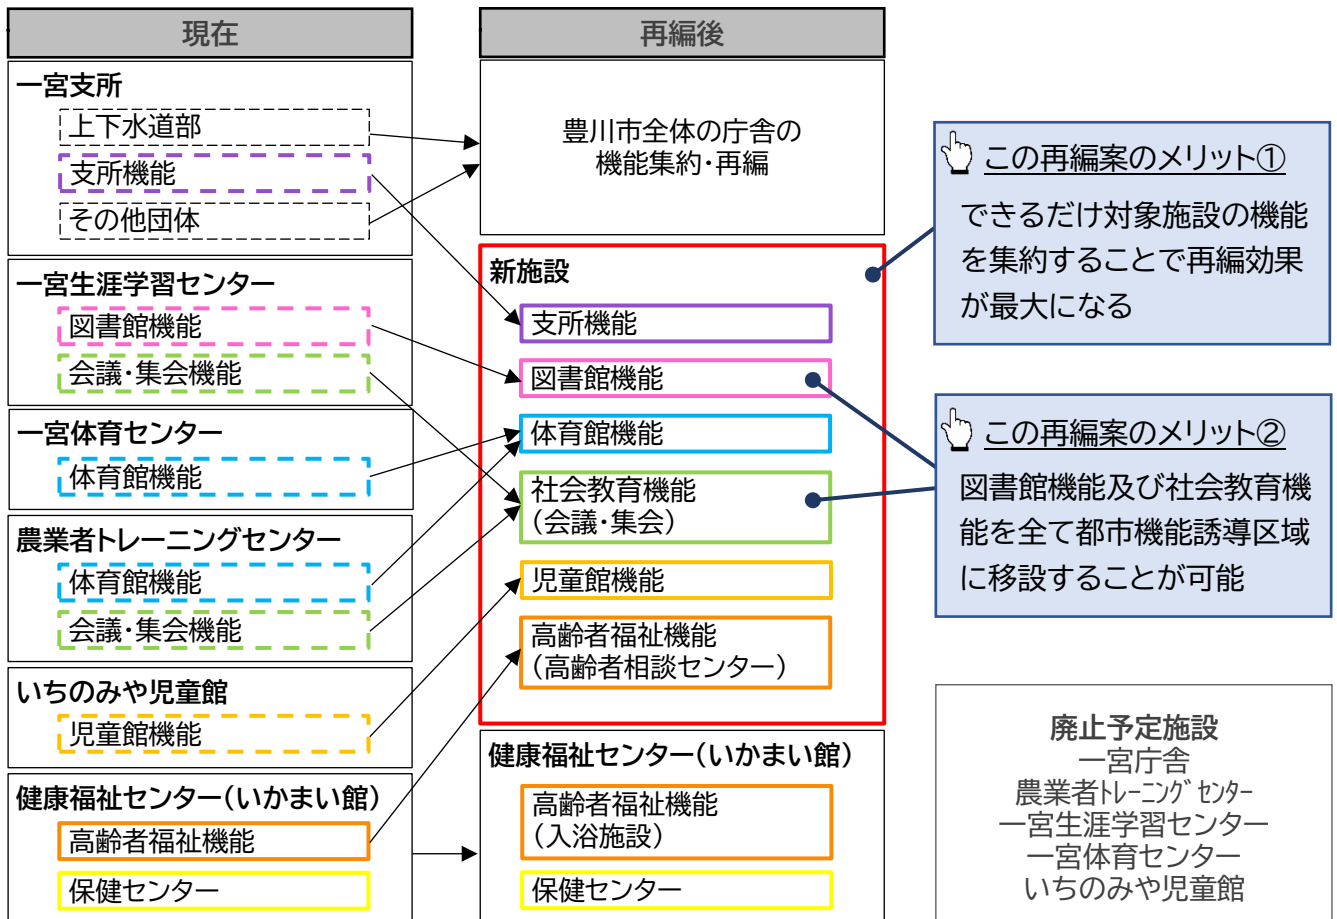 現在
一宮支所
上下水道部
支所機能
その他団体
一宮生涯学習センター
図書館機能
会議・集会機能
一宮体育センター
体育館機能
農業者トレーニングセンター
体育館機能
会議・集会機能
いちのみや児童館
児童館機能
健康福祉センター(いかまい館)
高齢者福祉機能
保健センター
再編後
豊川市全体の庁舎の
機能集約・再編
新施設
支所機能
図書館機能
体育館機能
社会教育機能
(会議・集会)
児童館機能
高齢者福祉機能
(高齢者相談センター)
健康福祉センター(いかまい館)
高齢者福祉機能
(入浴施設)
保健センター
この再編案のメリット①
できるだけ対象施設の機能
を集約することで再編効果
が最大になる
この再編案のメリット②
図書館機能及び社会教育機
能を全て都市機能誘導区域
に移設することが可能
廃止予定施設
一宮庁舎
農業者ﾄﾚｰﾆﾝｸﾞｾﾝﾀｰ
一宮生涯学習センター
一宮体育センター
いちのみや児童館